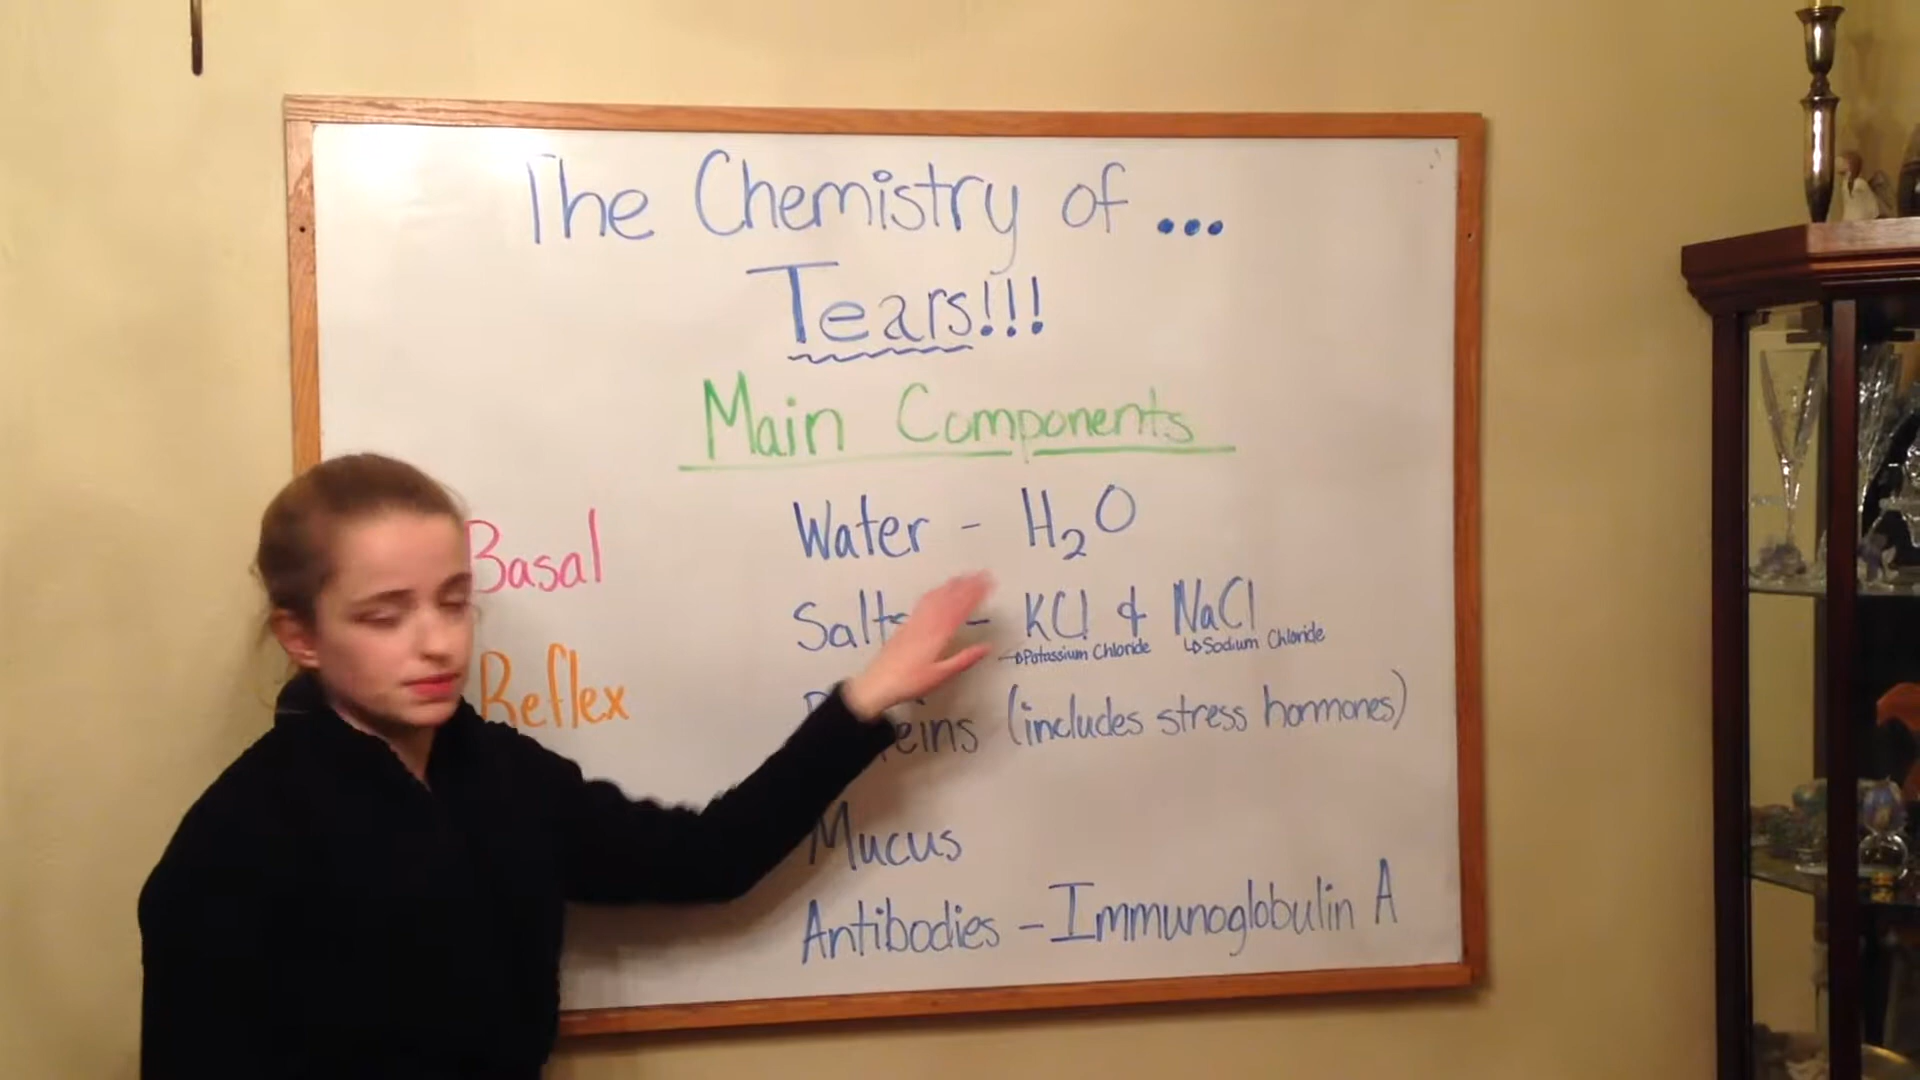 The Chemistry of ...
Tears!!!
Main Components
Basal
Reflex
Water - H₂O
Salts - KCl & NaCl
Potassium Chloride
Sodium Chloride
(includes stress hormones)
Mucus
Antibodies - Immunoglobulin A